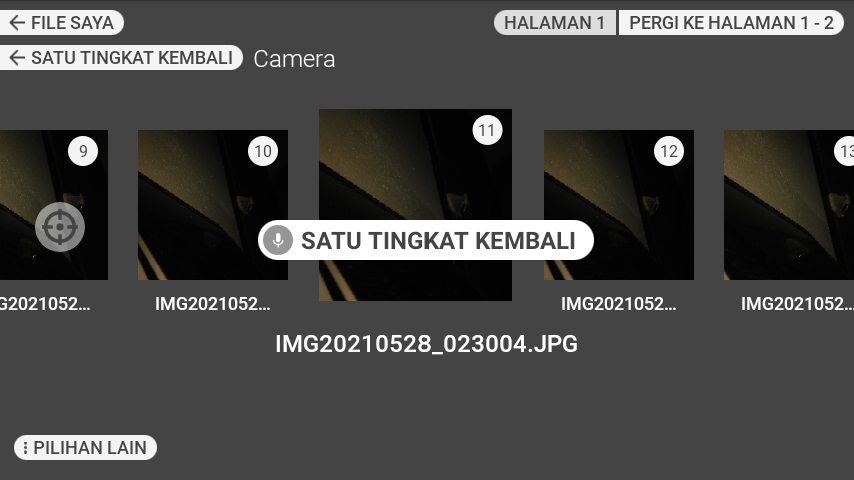 FILE SAYA
HALAMAN 1
PERGI KE HALAMAN 1 - 2
SATU TINGKAT KEMBALI
Camera
9
10
11
12
13
SATU TINGKAT KEMBALI
G2021052...
IMG2021052...
IMG2021052...
IMG2021052...
IMG20210528_023004.JPG
PILIHAN LAIN